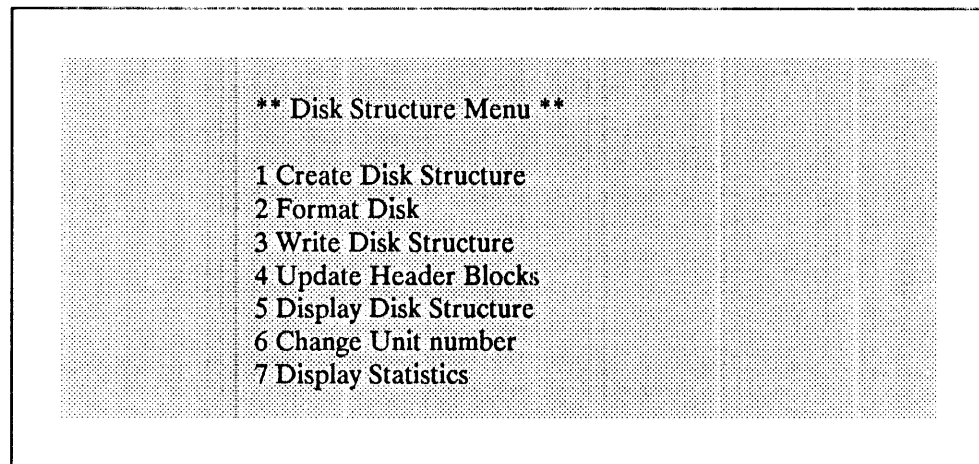 ** Disk Structure Menu **
1 Create Disk Structure
2 Format Disk
3 Write Disk Structure
4 Update Header Blocks
5 Display Disk Structure
6 Change Unit number
7 Display Statistics